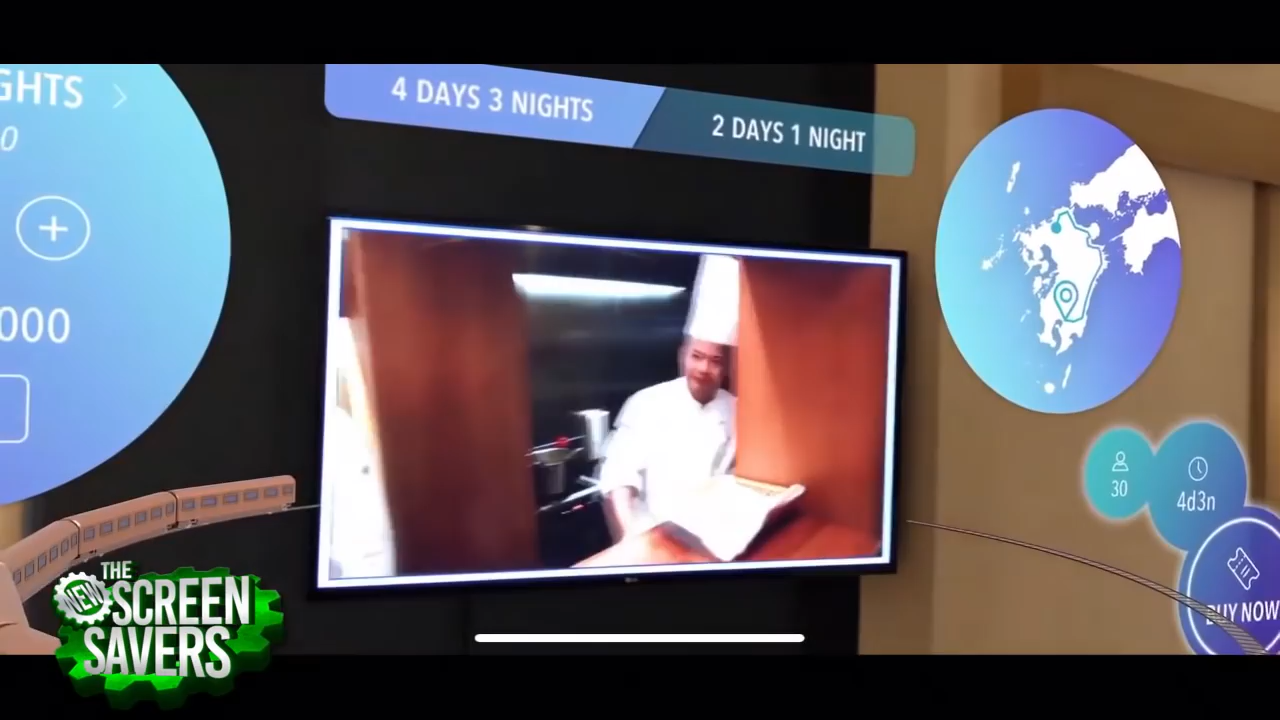 GHTS
0
000
4 DAYS 3 NIGHTS
2 DAYS 1 NIGHT
30
4d3n
BUY NOW
THE
NEW
SCREEN
SAVERS